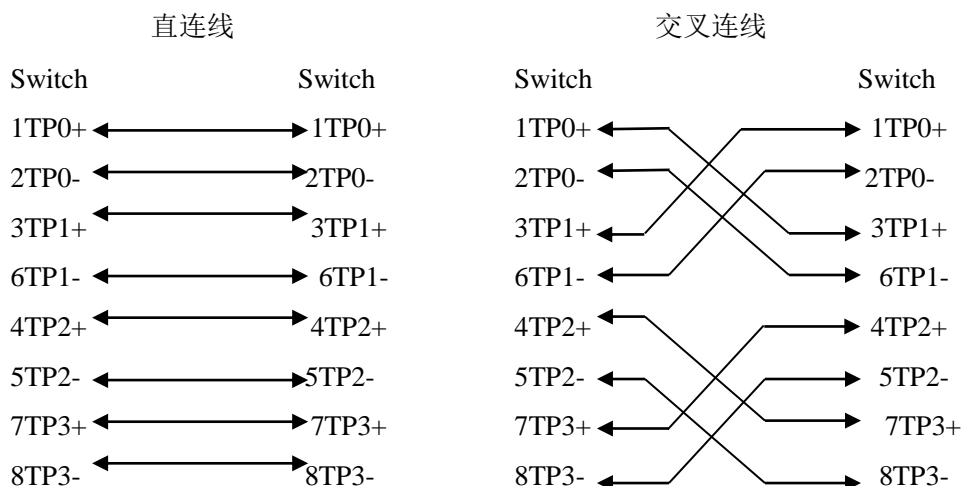 直连线 交叉连线
Switch Switch Switch Switch
1TP0+ 1TP0+ 1TP0+ 1TP0+
2TP0- 2TP0- 2TP0- 2TP0-
3TP1+ 3TP1+ 3TP1+ 3TP1+
6TP1- 6TP1- 6TP1- 6TP1-
4TP2+ 4TP2+ 4TP2+ 4TP2+
5TP2- 5TP2- 5TP2- 5TP2-
7TP3+ 7TP3+ 7TP3+ 7TP3+
8TP3- 8TP3- 8TP3- 8TP3-